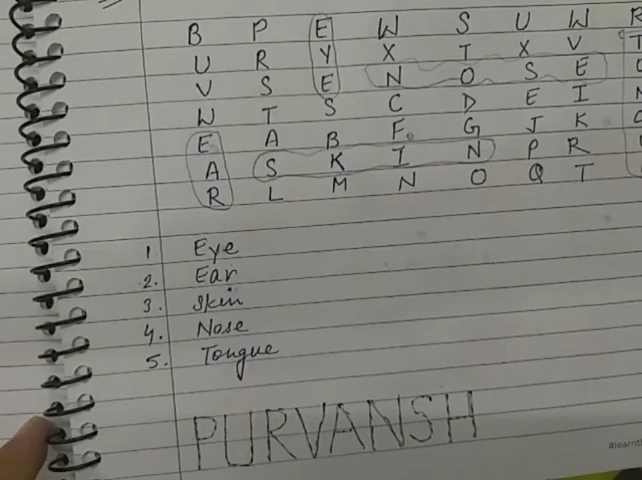 B P E W S U W R
U R Y X T X V T
V S E N O S E
W T S C D E I
E A B F G J K
A S K I N P R
R L M N O Q T
1 Eye
2. Ear
3. Skin
4. Nose
5. Tongue
PURVANSH